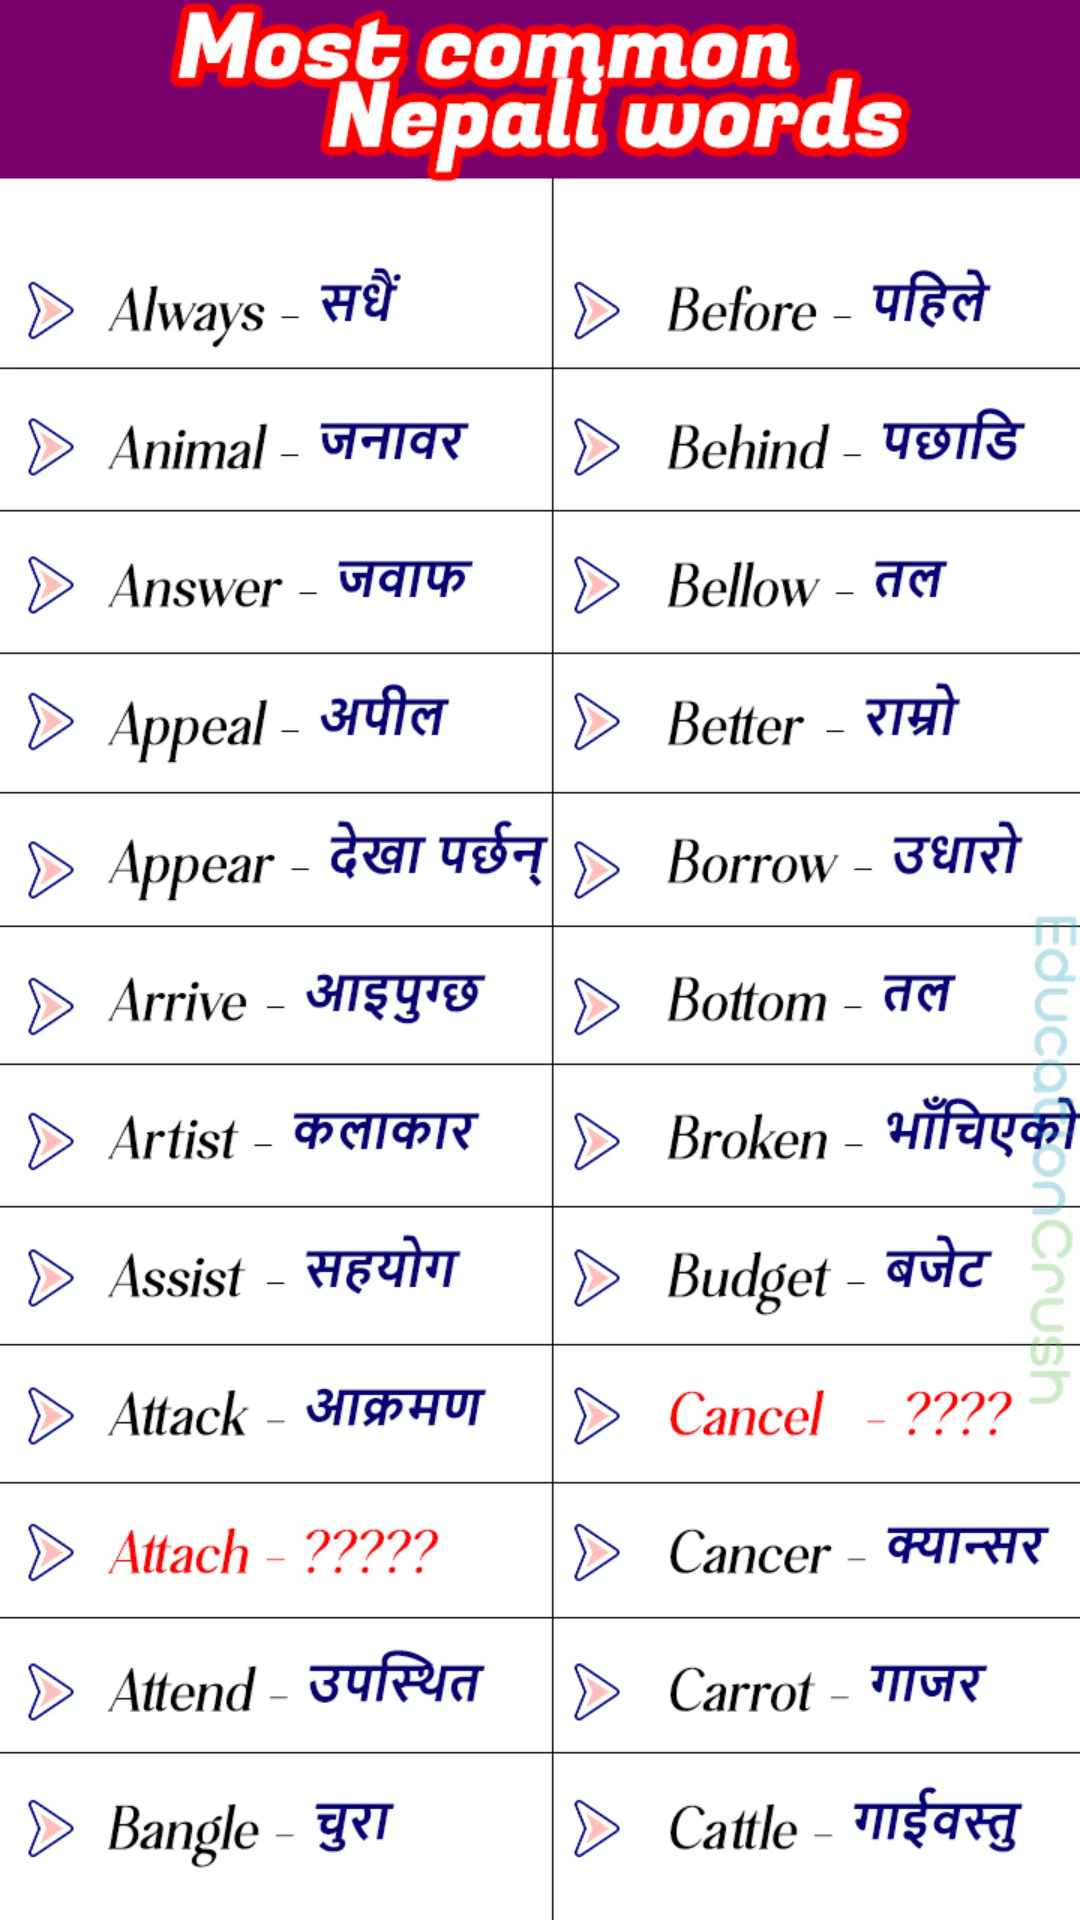 Most common
Nepali words
Always - सधैं
Before - पहिले
Animal - जनावर
Behind - पछाडि
Answer - जवाफ
Bellow - तल
Appeal - अपील
Better - राम्रो
Appear - देखा पर्छन्
Borrow - उधारो
Arrive - आइपुग्छ
Bottom - तल
Artist - कलाकार
Broken - भाँचिएको
Assist - सहयोग
Budget - बजेट
Attack - आक्रमण
Cancel - ????
Attach - ?????
Cancer - क्यान्सर
Attend - उपस्थित
Carrot - गाजर
Bangle - चुरा
Cattle - गाईवस्तु
EducationCrush